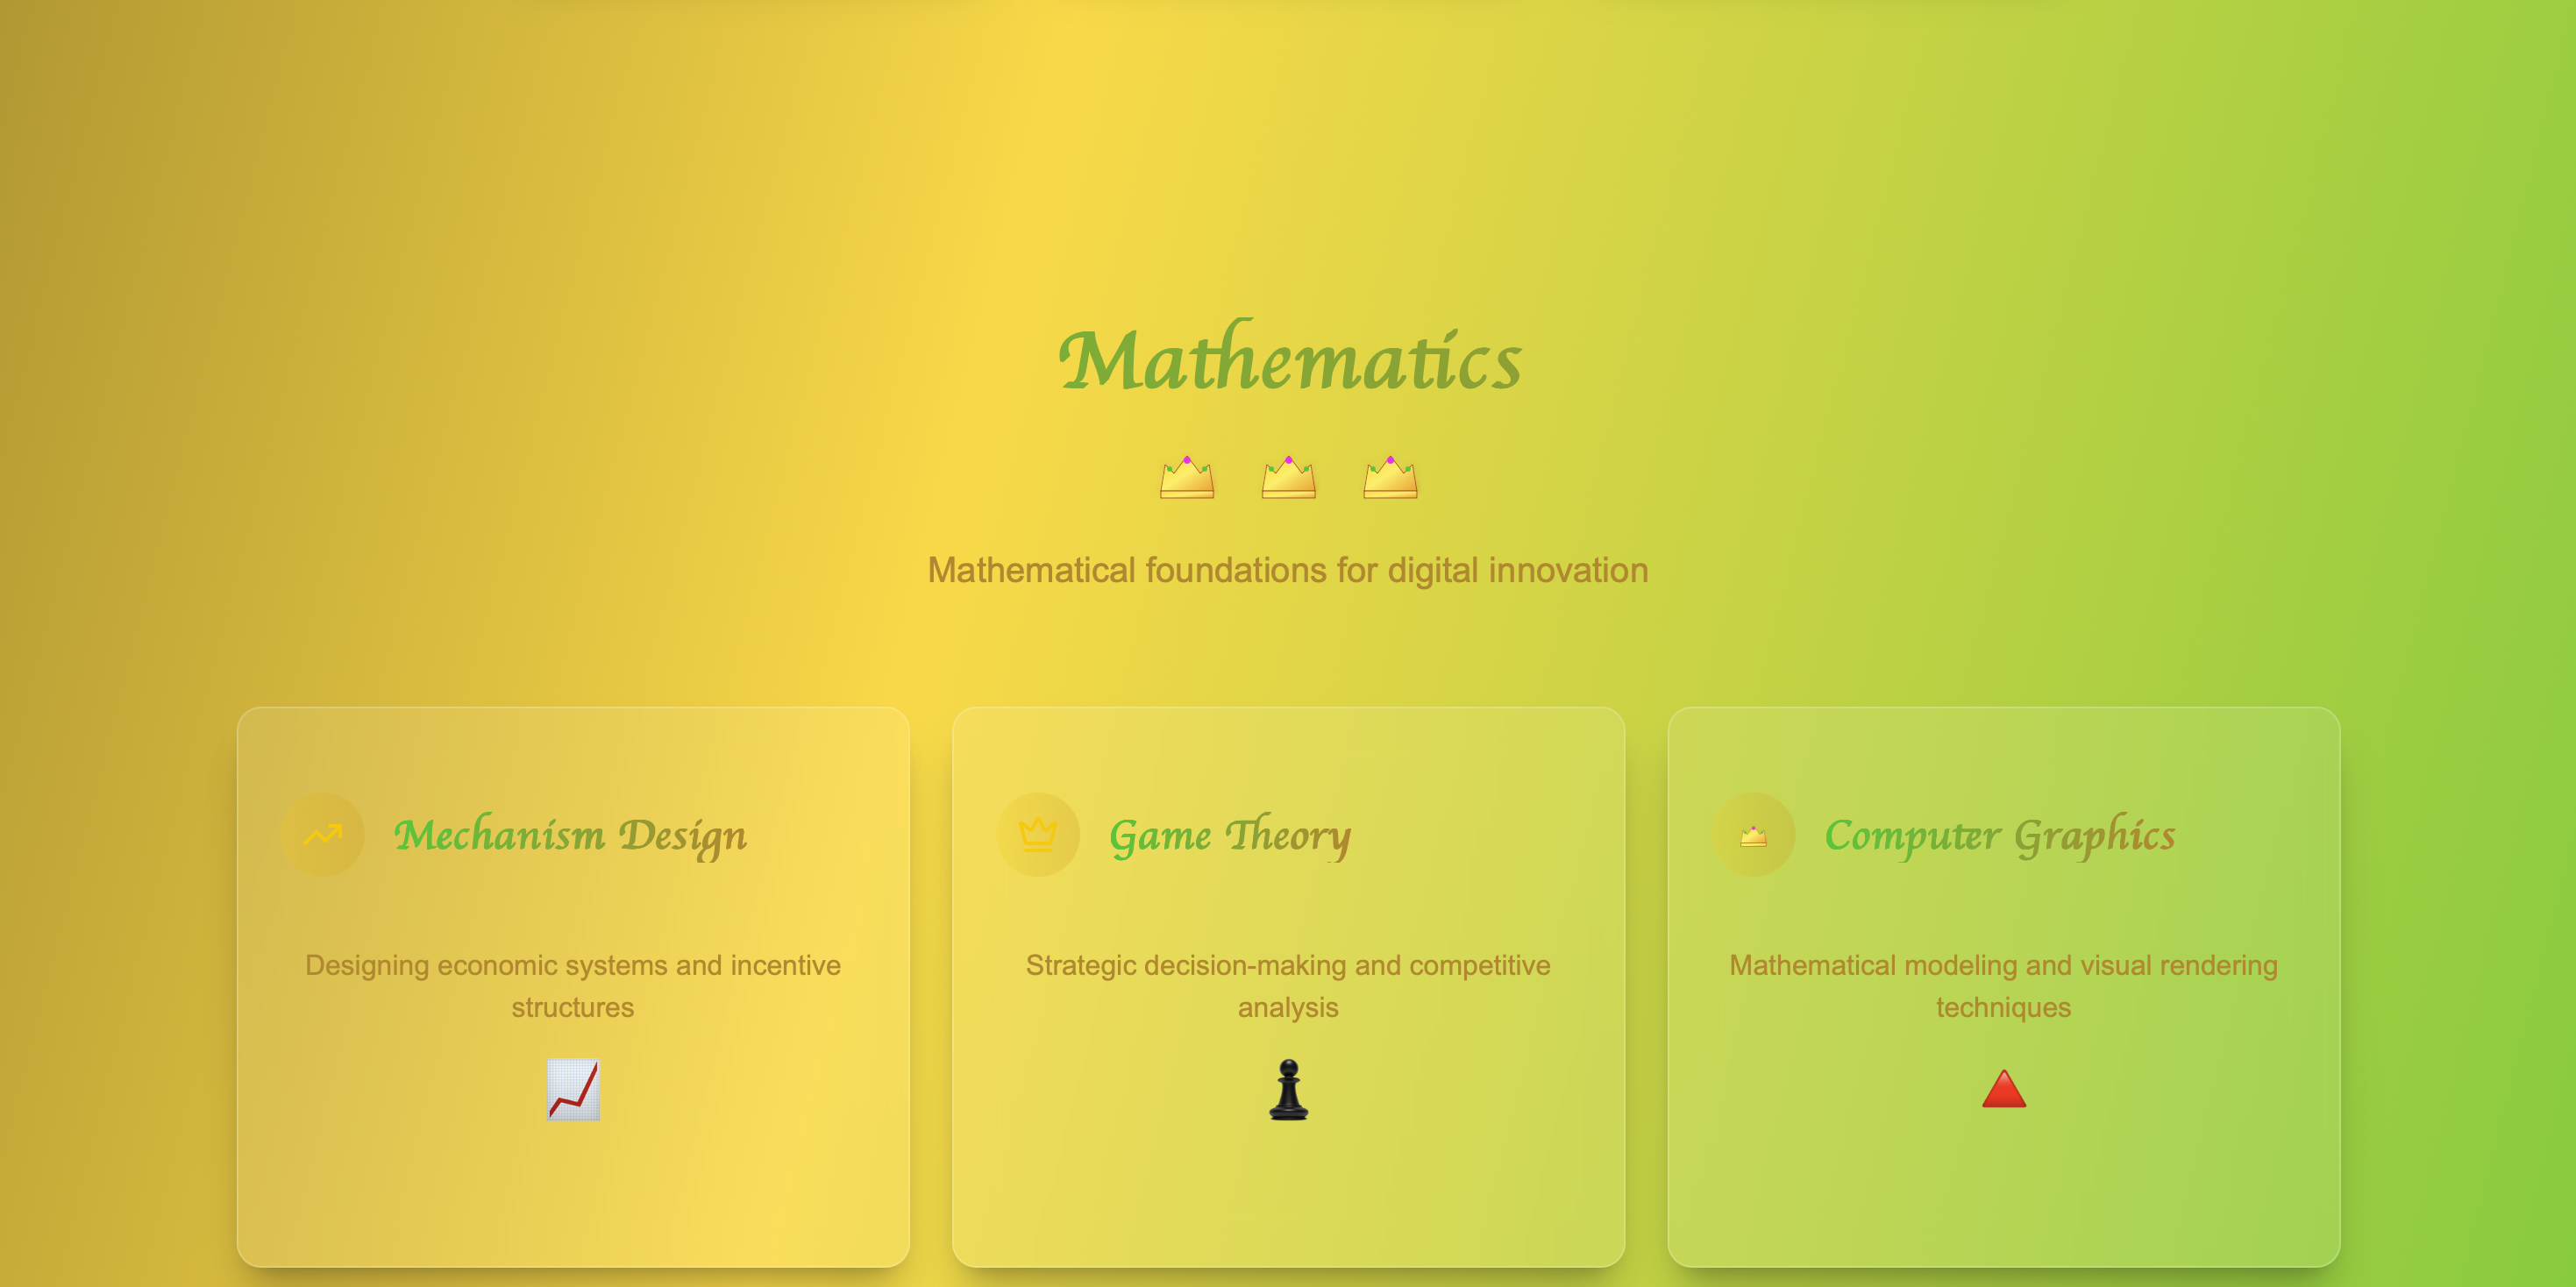 Mathematics
Mathematical foundations for digital innovation
Mechanism Design
Designing economic systems and incentive
structures
Game Theory
Strategic decision-making and competitive
analysis
Computer Graphics
Mathematical modeling and visual rendering
techniques